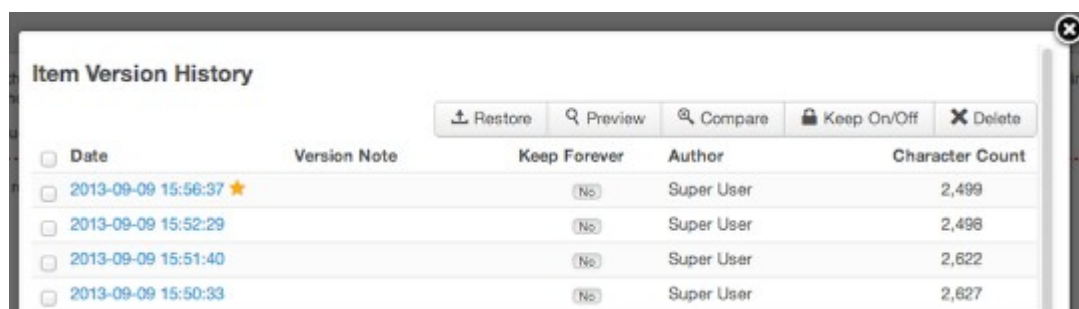 Item Version History
Restore Preview Compare Keep On/Off Delete
Date Version Note Keep Forever Author Character Count
2013-09-09 15:56:37 No Super User 2,499
2013-09-09 15:52:29 No Super User 2,498
2013-09-09 15:51:40 No Super User 2,622
2013-09-09 15:50:33 No Super User 2,627